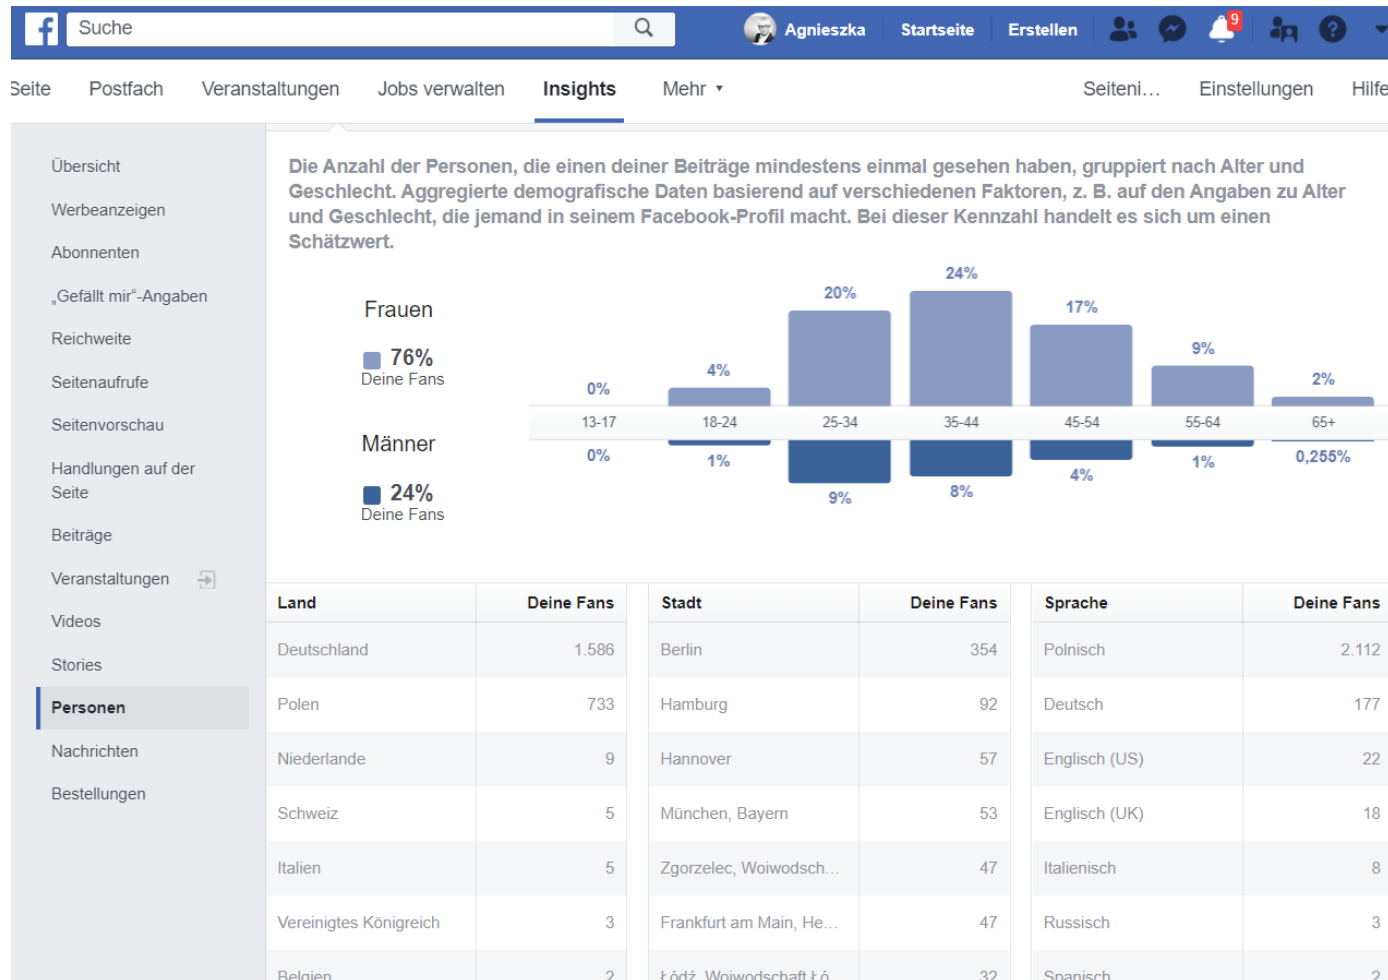 f Suche Agnieszka Startseite Erstellen 9 ?
Seite Postfach Veranstaltungen Jobs verwalten Insights Mehr Seiteni... Einstellungen Hilfe
Übersicht
Werbeanzeigen
Abonnenten
„Gefällt mir“-Angaben
Reichweite
Seitenaufrufe
Seitenvorschau
Handlungen auf der
Seite
Beiträge
Veranstaltungen
Videos
Stories
Personen
Nachrichten
Bestellungen
Die Anzahl der Personen, die einen deiner Beiträge mindestens einmal gesehen haben, gruppiert nach Alter und
Geschlecht. Aggregierte demografische Daten basierend auf verschiedenen Faktoren, z. B. auf den Angaben zu Alter
und Geschlecht, die jemand in seinem Facebook-Profil macht. Bei dieser Kennzahl handelt es sich um einen
Schätzwert.
Frauen
76%
Deine Fans
0% 4% 20% 24% 17% 9% 2%
13-17 18-24 25-34 35-44 45-54 55-64 65+
Männer
24%
Deine Fans
0% 1% 9% 8% 4% 1% 0,255%
Land Deine Fans Stadt Deine Fans Sprache Deine Fans
Deutschland 1.586 Berlin 354 Polnisch 2.112
Polen 733 Hamburg 92 Deutsch 177
Niederlande 9 Hannover 57 Englisch (US) 22
Schweiz 5 München, Bayern 53 Englisch (UK) 18
Italien 5 Zgorzelec, Woiwodsch... 47 Italienisch 8
Vereinigtes Königreich 3 Frankfurt am Main, He... 47 Russisch 3
Belgien 2 Łódź, Woiwodschaft Łó... 32 Spanisch 2